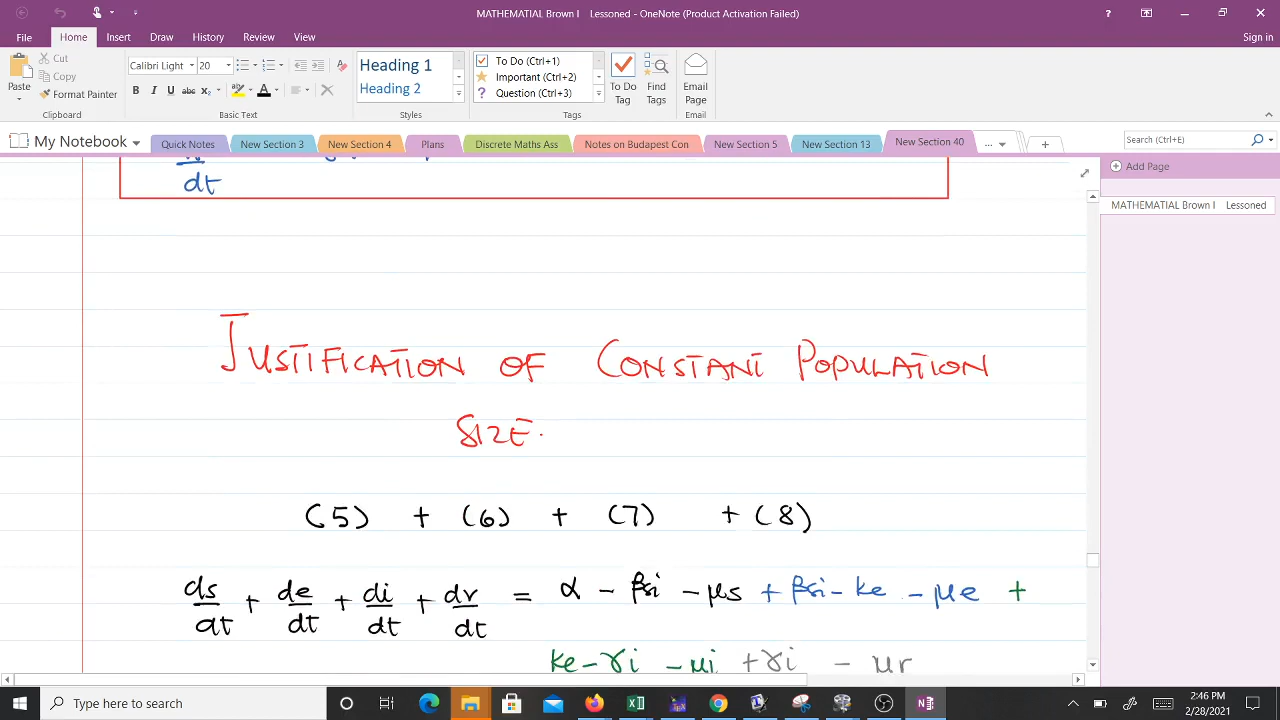 MATHEMATIAL Brown I Lessoned - OneNote (Product Activation Failed)
File Home Insert Draw History Review View Sign in
Paste
Cut
Copy
Format Painter
Clipboard
Calibri Light 20
B I U abc x₂ A
Basic Text
Heading 1
Heading 2
Styles
To Do (Ctrl+1)
Important (Ctrl+2)
Question (Ctrl+3)
To Do Tag
Find Tags
Tags
Email Page
Email
My Notebook
Quick Notes New Section 3 New Section 4 Plans Discrete Maths Ass Notes on Budapest Con New Section 5 New Section 13 New Section 40 ...
Search (Ctrl+E)
Add Page
MATHEMATIAL Brown I Lessoned
dt
JUSTIFICATION OF CONSTANT POPULATION
SIZE.
(5) + (6) + (7) + (8)
ds/dt + de/dt + di/dt + dr/dt = α - βsi - μs + βsi - ke - μe +
ke - γi - μi + γi - μr
Type here to search
2:46 PM
2/28/2021